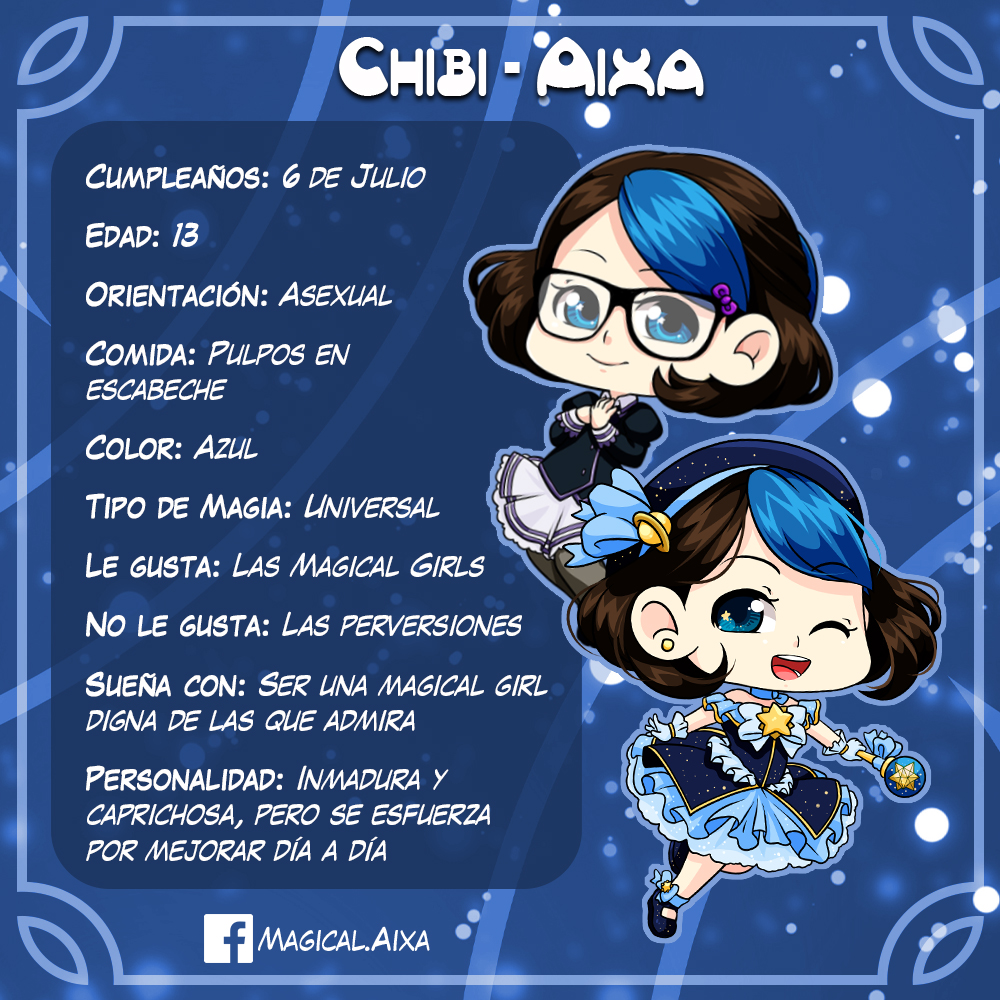 Chibi - Aixa
Cumpleaños: 6 de Julio
Edad: 13
Orientación: Asexual
Comida: Pulpos en
escabeche
Color: Azul
Tipo de Magia: Universal
Le gusta: Las Magical Girls
No le gusta: Las perversiones
Sueña con: Ser una magical girl
digna de las que admira
Personalidad: Inmadura y
caprichosa, pero se esfuerza
por mejorar día a día
f Magical.Aixa